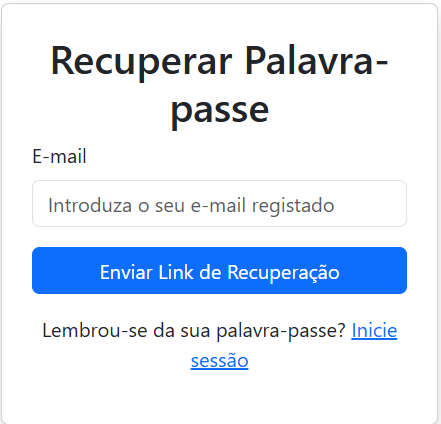 Recuperar Palavra-
passe
E-mail
Introduza o seu e-mail registado
Enviar Link de Recuperação
Lembrou-se da sua palavra-passe? Inicie
sessão